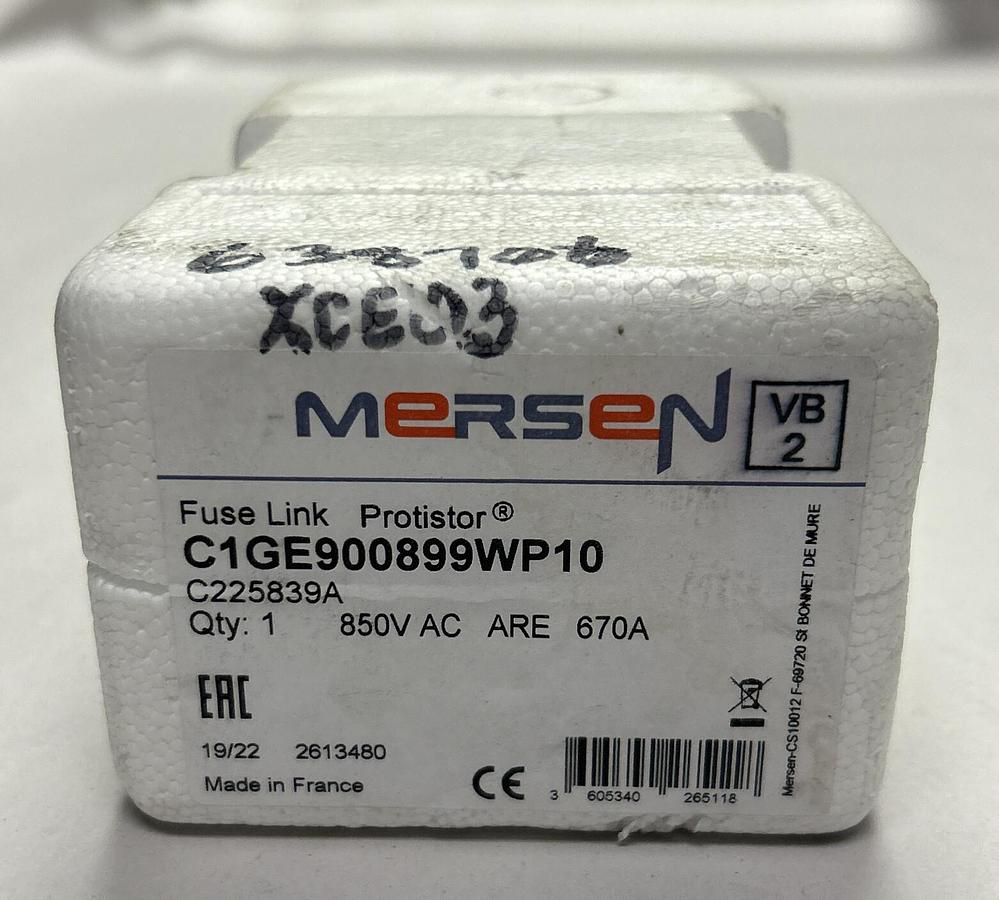 XCE03
MERSEN
VB
2
Fuse Link Protistor®
C1GE900899WP10
C225839A
Qty: 1 850V AC ARE 670A
EAC
19/22 2613480
Made in France
CE
3 605340 265118
Mersen-CS10012 F-69720 St BONNET DE MURE